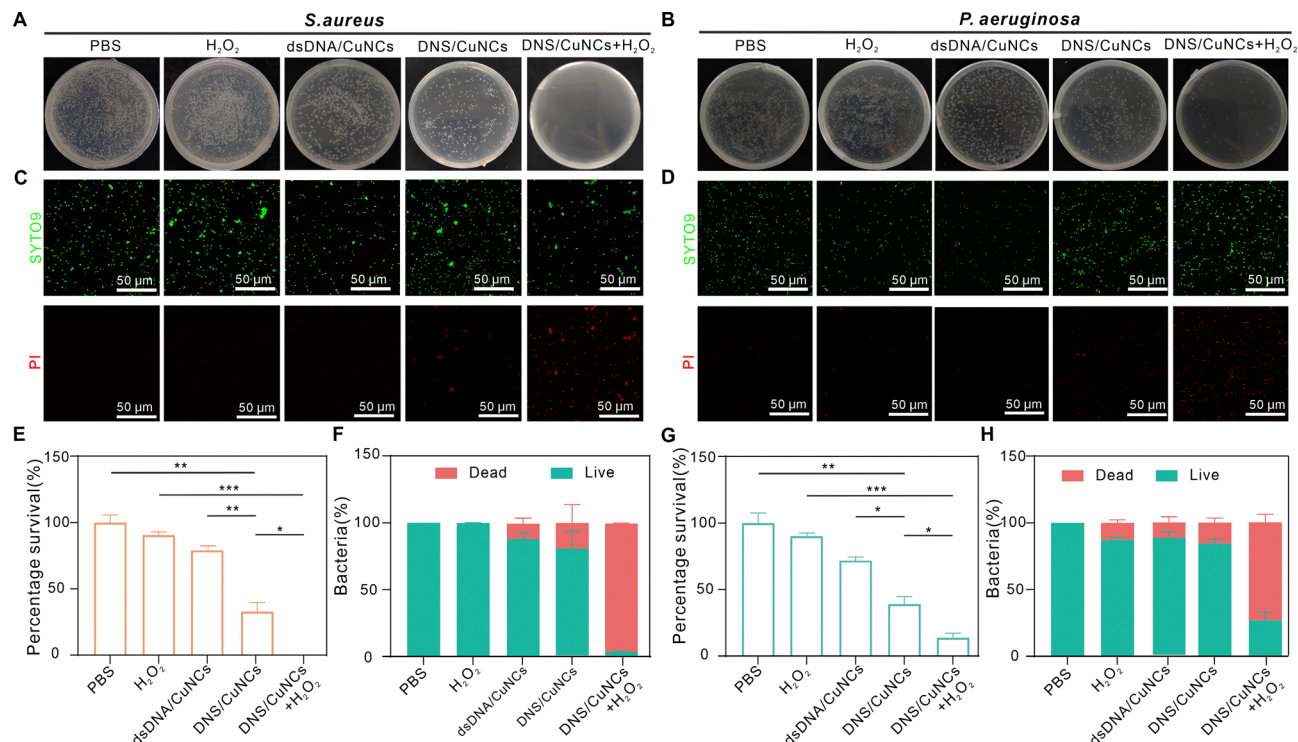 A
S.aureus
PBS
H₂O₂
dsDNA/CuNCs
DNS/CuNCs
DNS/CuNCs+H₂O₂
B
P. aeruginosa
PBS
H₂O₂
dsDNA/CuNCs
DNS/CuNCs
DNS/CuNCs+H₂O₂
C
SYTO9
50 µm
50 µm
50 µm
50 µm
50 µm
PI
50 µm
50 µm
50 µm
50 µm
50 µm
D
SYTO9
50 µm
50 µm
50 µm
50 µm
50 µm
PI
50 µm
50 µm
50 µm
50 µm
50 µm
E
Percentage survival(%)
150
100
50
0
**
***
**
*
PBS
H₂O₂
dsDNA/CuNCs
DNS/CuNCs
DNS/CuNCs
+H₂O₂
F
Bacteria(%)
150
100
50
0
Dead
Live
PBS
H₂O₂
dsDNA/CuNCs
DNS/CuNCs
DNS/CuNCs
+H₂O₂
G
Percentage survival(%)
150
100
50
0
**
***
*
*
PBS
H₂O₂
dsDNA/CuNCs
DNS/CuNCs
DNS/CuNCs
+H₂O₂
H
Bacteria(%)
150
100
50
0
Dead
Live
PBS
H₂O₂
dsDNA/CuNCs
DNS/CuNCs
DNS/CuNCs
+H₂O₂